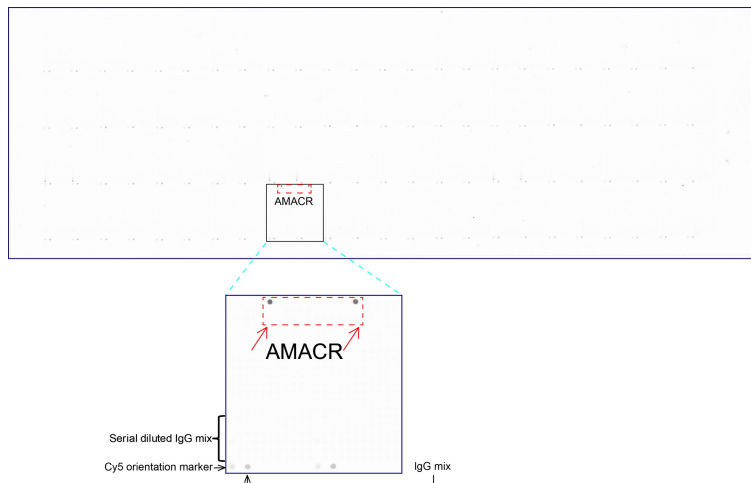 AMACR
AMACR
Serial diluted IgG mix
Cy5 orientation marker
IgG mix